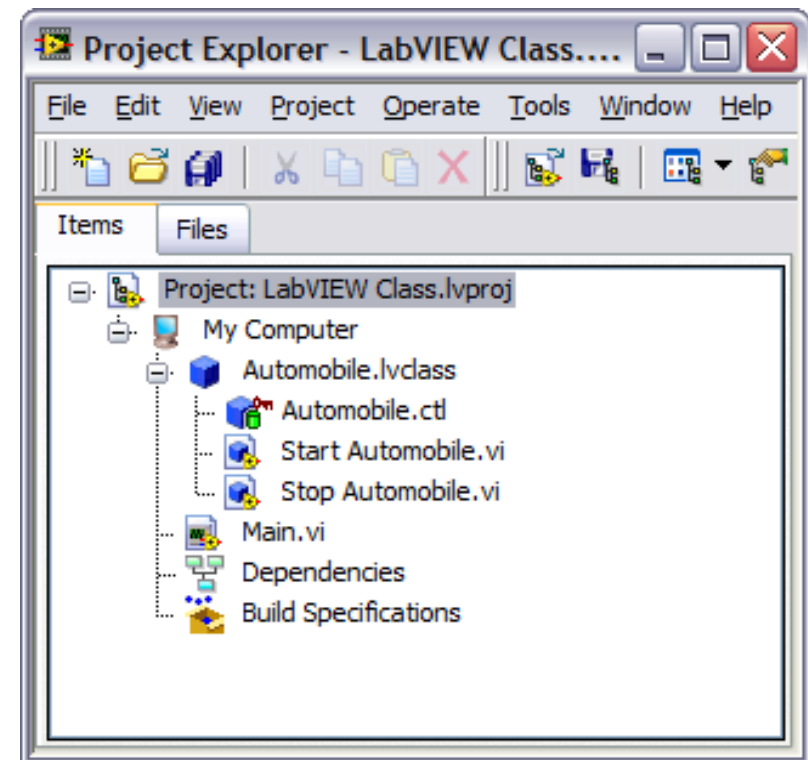 Project Explorer - LabVIEW Class....
File Edit View Project Operate Tools Window Help
Items Files
Project: LabVIEW Class.lvproj
My Computer
Automobile.lvclass
Automobile.ctl
Start Automobile.vi
Stop Automobile.vi
Main.vi
Dependencies
Build Specifications